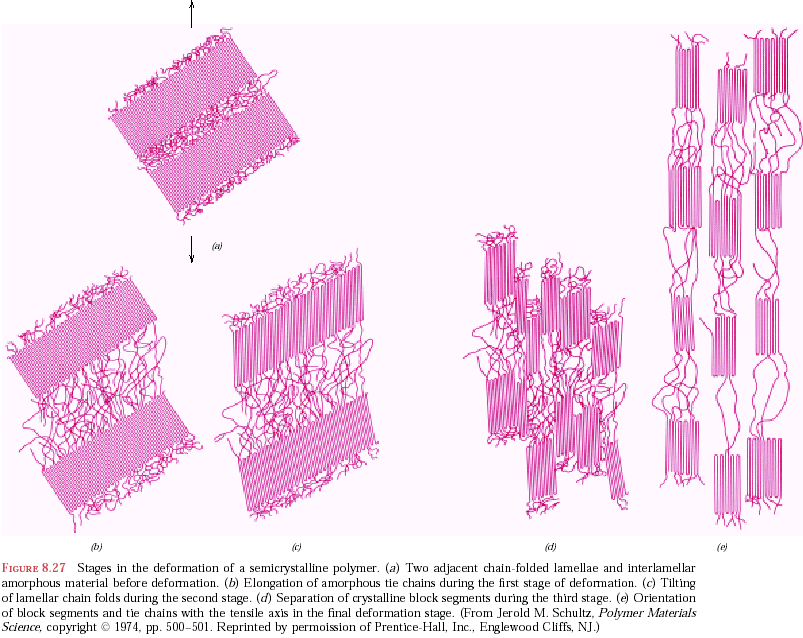 (a)
(b)
(c)
(d)
(e)
FIGURE 8.27 Stages in the deformation of a semicrystalline polymer. (a) Two adjacent chain-folded lamellae and interlamellar
amorphous material before deformation. (b) Elongation of amorphous tie chains during the first stage of deformation. (c) Tilting
of lamellar chain folds during the second stage. (d) Separation of crystalline block segments during the third stage. (e) Orientation
of block segments and tie chains with the tensile axis in the final deformation stage. (From Jerold M. Schultz, Polymer Materials
Science, copyright © 1974, pp. 500–501. Reprinted by permoission of Prentice-Hall, Inc., Englewood Cliffs, NJ.)